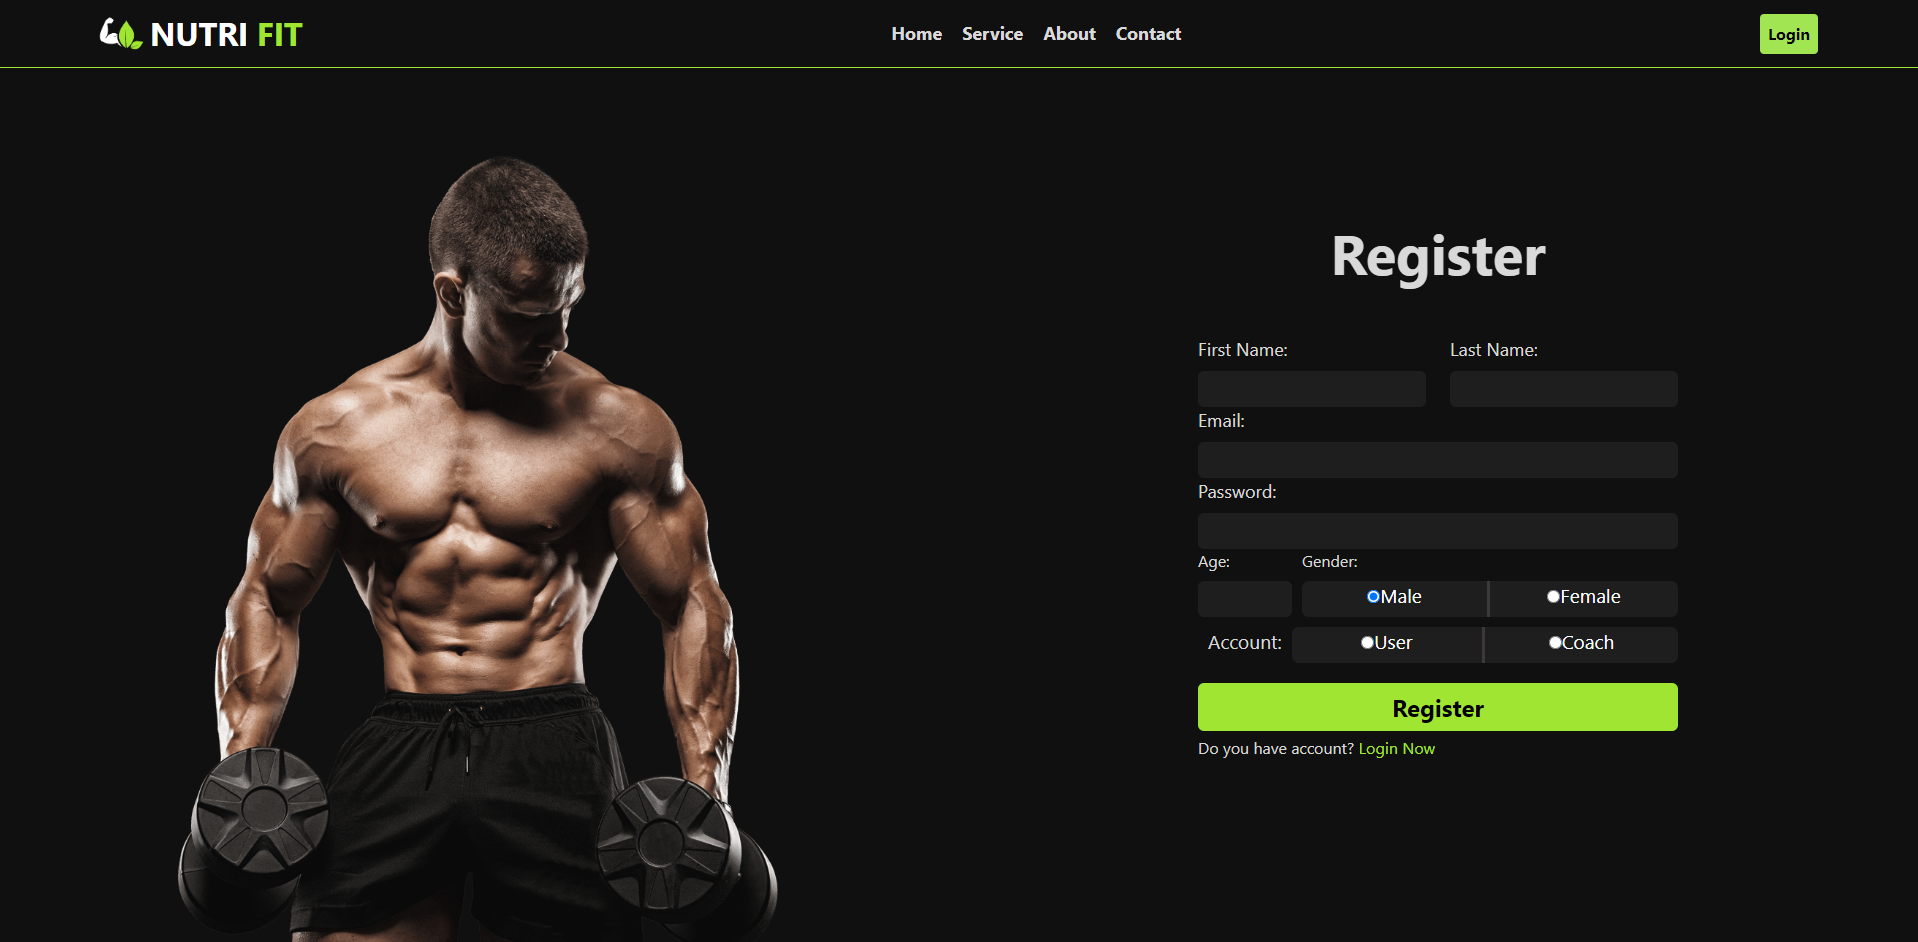 NUTRI FIT
Home Service About Contact
Login
Register
First Name: Last Name:
Email:
Password:
Age: Gender:
Male Female
Account: User Coach
Register
Do you have account? Login Now